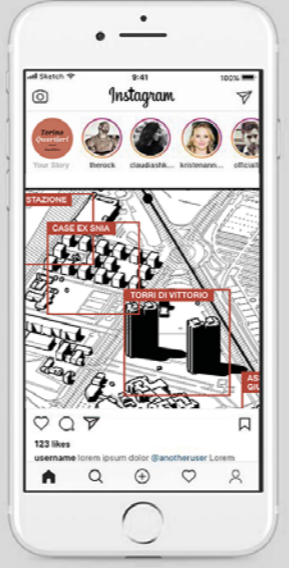 Sketch
9:41
100%
Instagram
Torino
Quartieri
Your Story
therock
claudiashk...
kristenann...
official
STAZIONE
CASE EX SNIA
TORRI DI VITTORIO
AS
GIU
123 likes
username lorem ipsum dolor @anotheruser Lorem